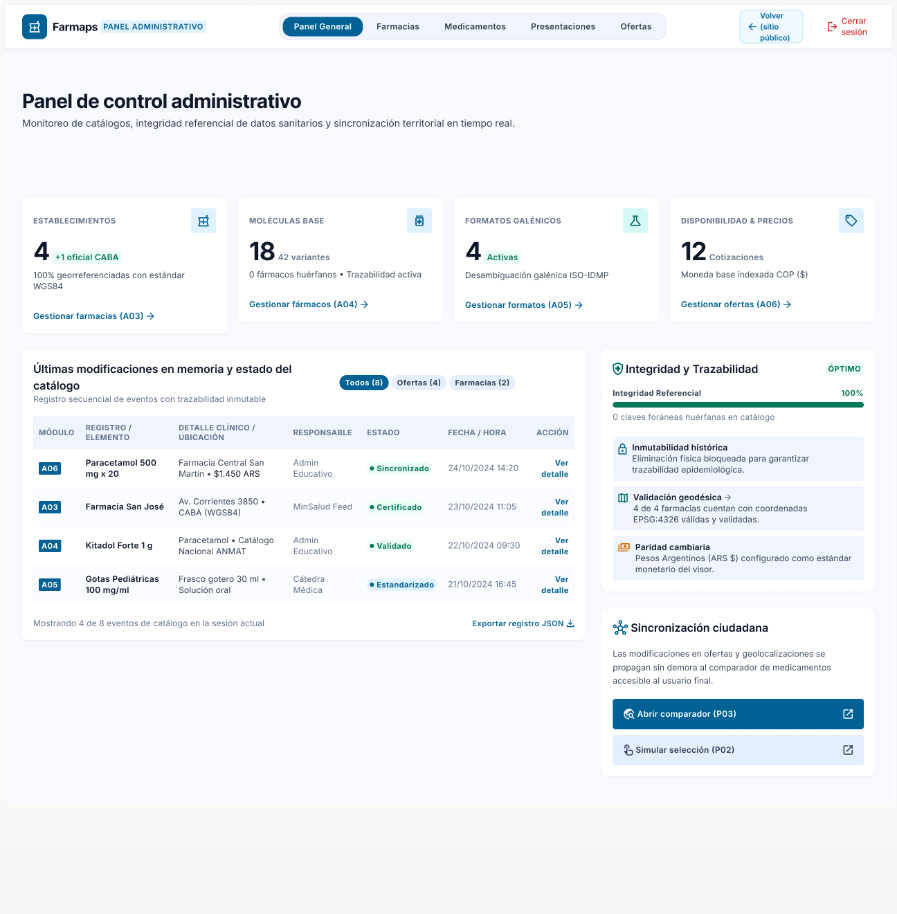 Farmaps PANEL ADMINISTRATIVO
Panel General
Farmacias
Medicamentos
Presentaciones
Ofertas
← Volver
(sitio
público)
Cerrar
sesión
Panel de control administrativo
Monitoreo de catálogos, integridad referencial de datos sanitarios y sincronización territorial en tiempo real.
ESTABLECIMIENTOS
4 +1 oficial CABA
100% georreferenciadas con estándar
WGS84
Gestionar farmacias (A03) →
MOLÉCULAS BASE
18 42 variantes
0 fármacos huérfanos • Trazabilidad activa
Gestionar fármacos (A04) →
FORMATOS GALÉNICOS
4 Activas
Desambiguación galénica ISO-IDMP
Gestionar formatos (A05) →
DISPONIBILIDAD & PRECIOS
12 Cotizaciones
Moneda base indexada COP ($)
Gestionar ofertas (A06) →
Últimas modificaciones en memoria y estado del
catálogo
Registro secuencial de eventos con trazabilidad inmutable
Todos (8)
Ofertas (4)
Farmacias (2)
MÓDULO
REGISTRO /
ELEMENTO
DETALLE CLÍNICO /
UBICACIÓN
RESPONSABLE
ESTADO
FECHA / HORA
ACCIÓN
A06
Paracetamol 500
mg x 20
Farmacia Central San
Martín • $1.450 ARS
Admin
Educativo
Sincronizado
24/10/2024 14:20
Ver
detalle
A03
Farmacia San José
Av. Corrientes 3850 •
CABA (WGS84)
MinSalud Feed
Certificado
23/10/2024 11:05
Ver
detalle
A04
Kitadol Forte 1 g
Paracetamol • Catálogo
Nacional ANMAT
Admin
Educativo
Validado
22/10/2024 09:30
Ver
detalle
A05
Gotas Pediátricas
100 mg/ml
Frasco gotero 30 ml •
Solución oral
Cátedra
Médica
Estandarizado
21/10/2024 16:45
Ver
detalle
Mostrando 4 de 8 eventos de catálogo en la sesión actual
Exportar registro JSON
Integridad y Trazabilidad
ÓPTIMO
Integridad Referencial
100%
0 claves foráneas huérfanas en catálogo
Inmutabilidad histórica
Eliminación física bloqueada para garantizar
trazabilidad epidemiológica.
Validación geodésica →
4 de 4 farmacias cuentan con coordenadas
EPSG:4326 válidas y validadas.
Paridad cambiaria
Pesos Argentinos (ARS $) configurado como estándar
monetario del visor.
Sincronización ciudadana
Las modificaciones en ofertas y geolocalizaciones se
propagan sin demora al comparador de medicamentos
accesible al usuario final.
Abrir comparador (P03)
Simular selección (P02)